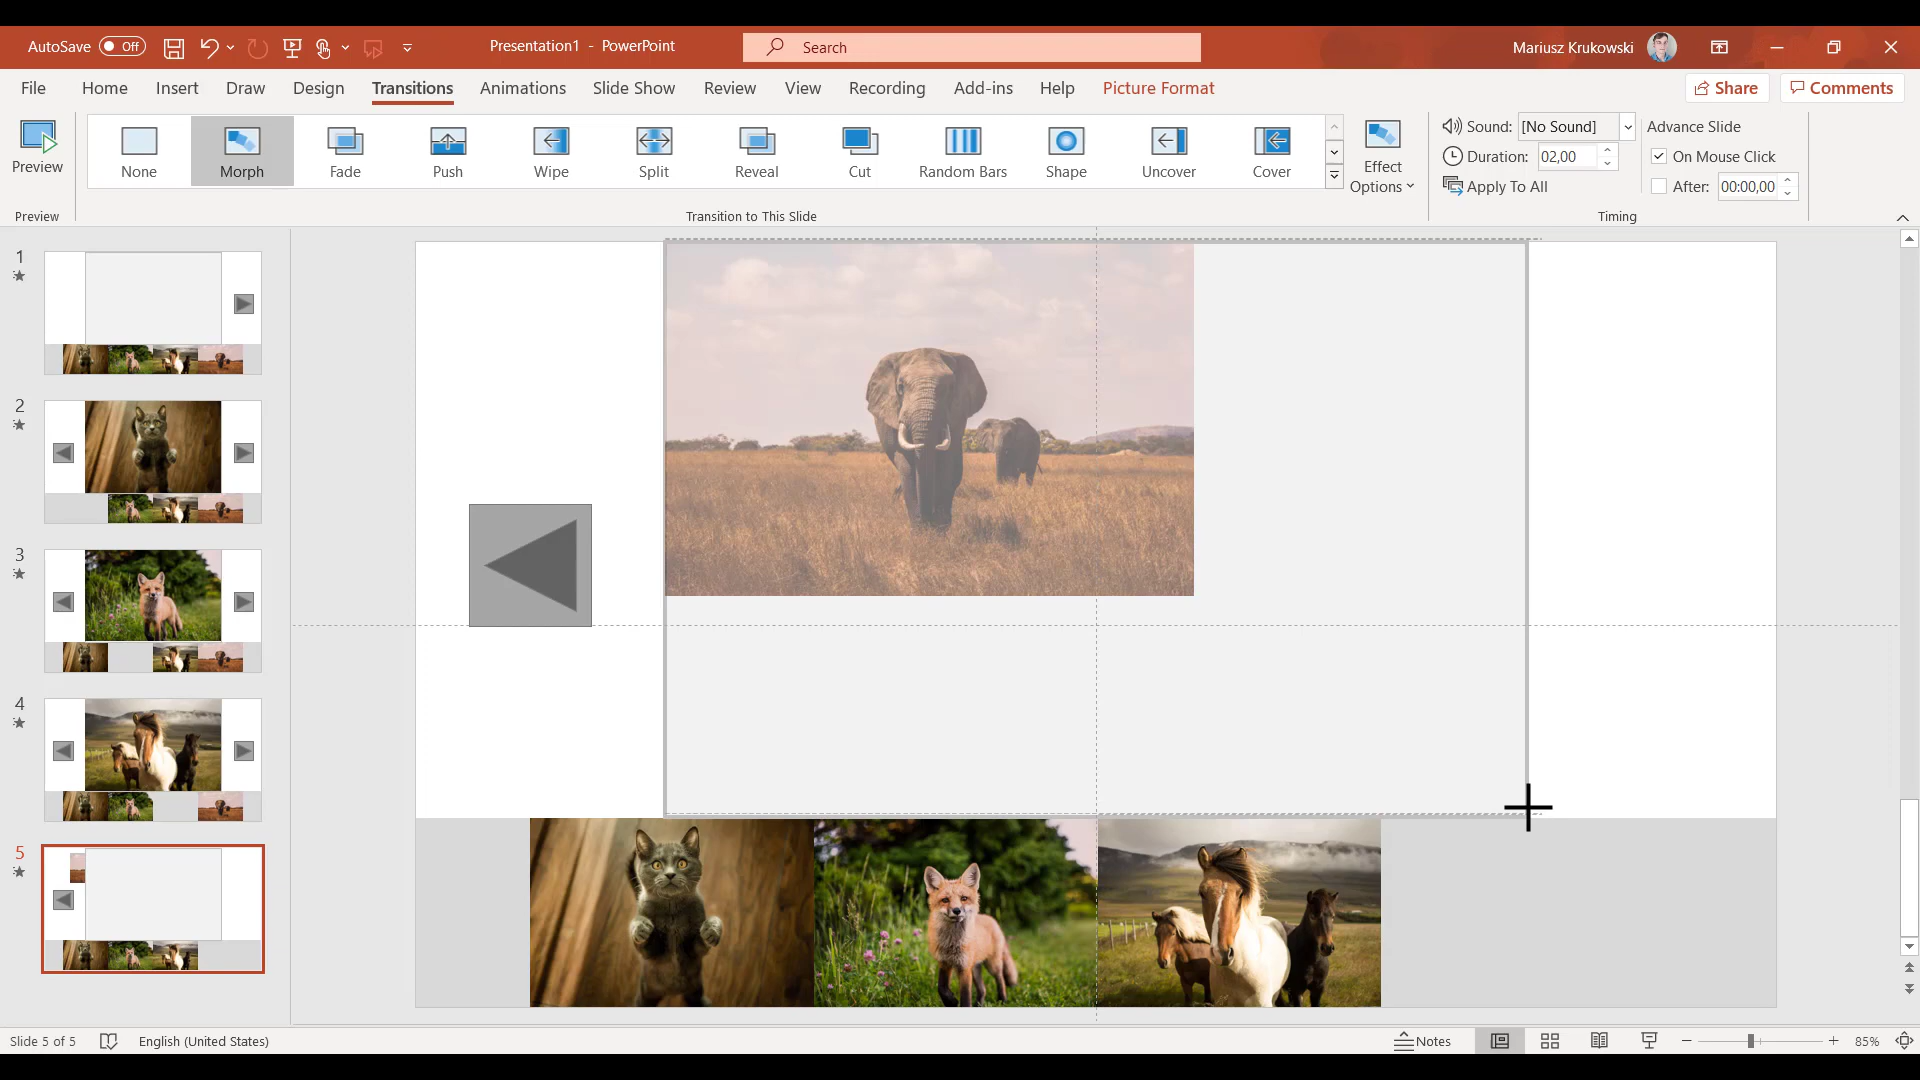 AutoSave Off Presentation1 - PowerPoint Search Mariusz Krukowski
File Home Insert Draw Design Transitions Animations Slide Show Review View Recording Add-ins Help Picture Format Share Comments
Preview
None Morph Fade Push Wipe Split Reveal Cut Random Bars Shape Uncover Cover
Effect
Options
Sound: [No Sound] Advance Slide
Duration: 02,00 On Mouse Click
Apply To All After: 00:00,00
Preview Transition to This Slide Timing
1
2
3
4
5
Slide 5 of 5 English (United States) Notes 85%